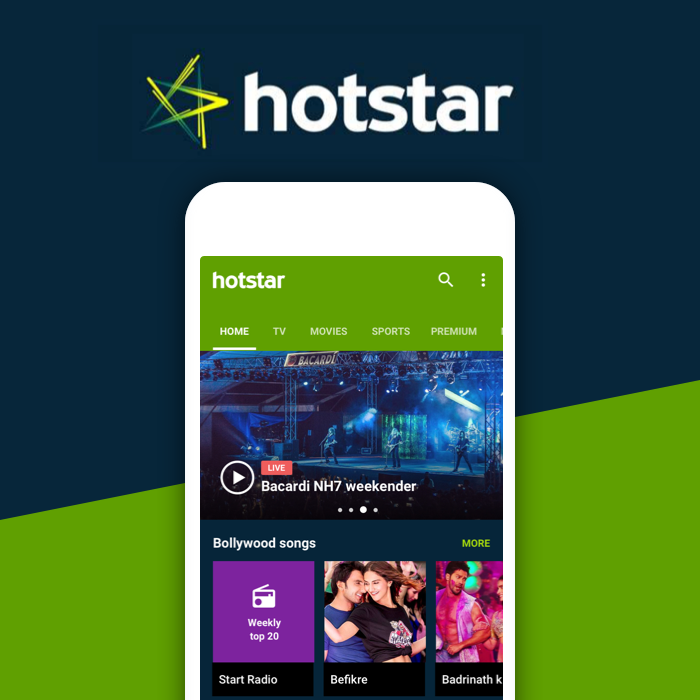 hotstar
hotstar
HOME TV MOVIES SPORTS PREMIUM
BACARDI
LIVE
Bacardi NH7 weekender
Bollywood songs MORE
Weekly
top 20
Start Radio Befikre Badrinath k